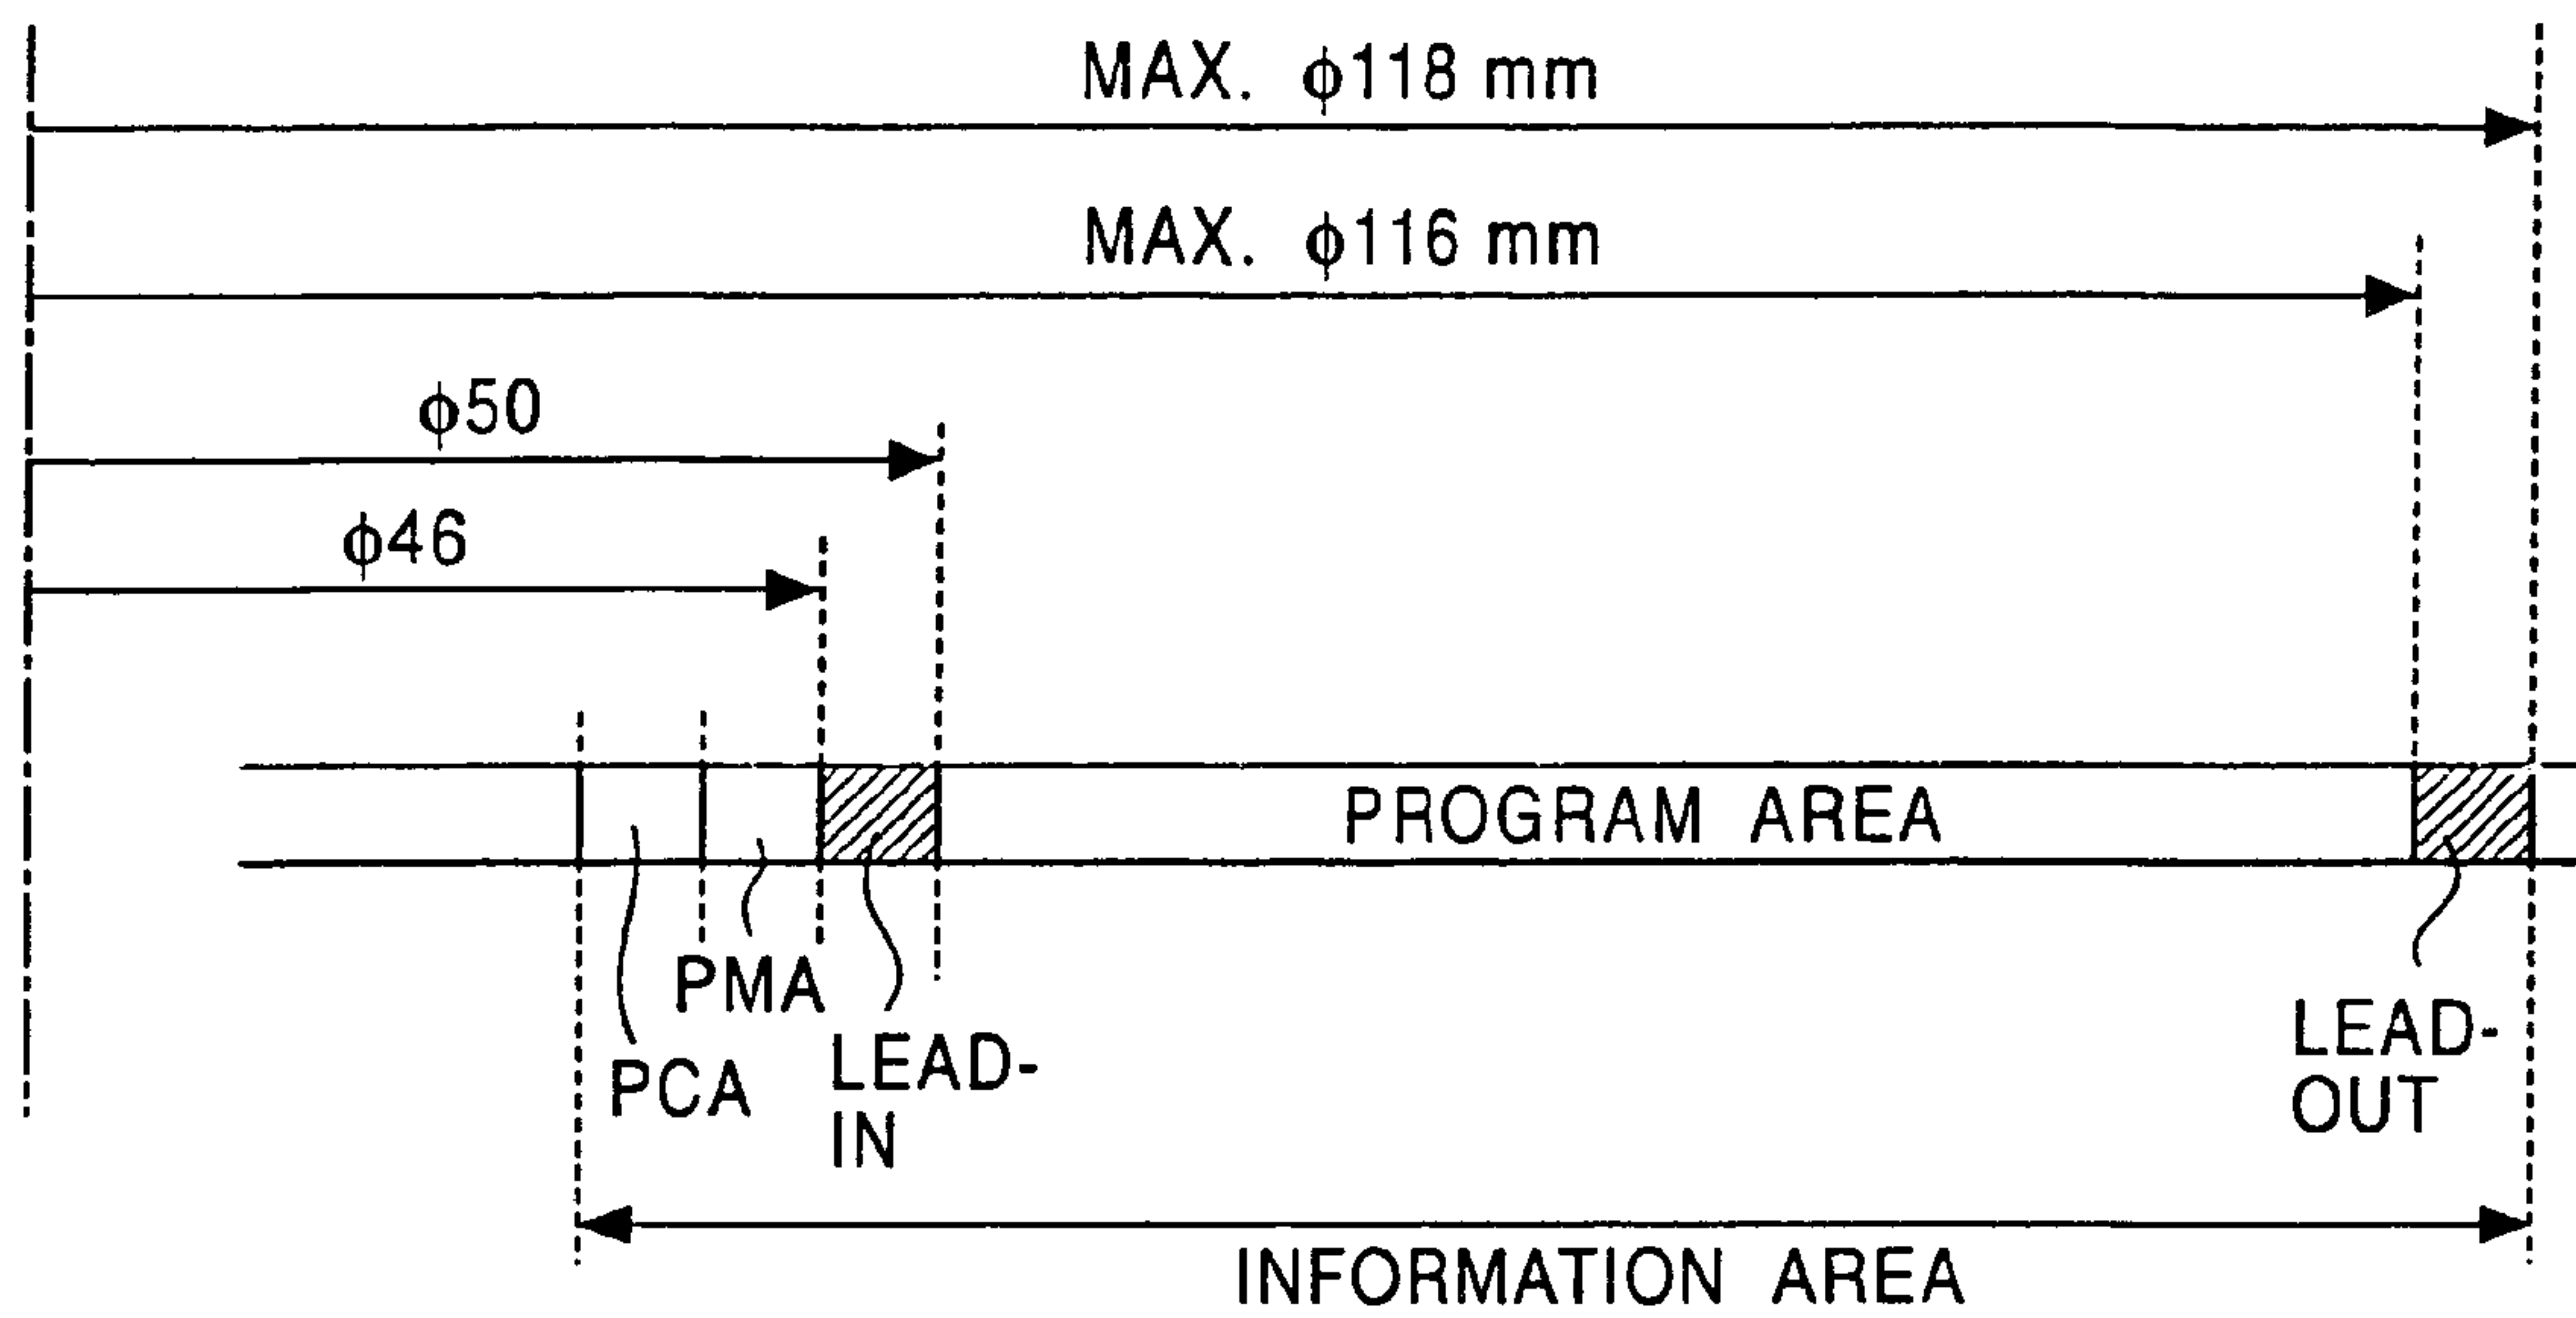 MAX. ϕ118 mm
MAX. ϕ116 mm
ϕ50
ϕ46
PROGRAM AREA
PMA
PCA
LEAD-
IN
LEAD-
OUT
INFORMATION AREA